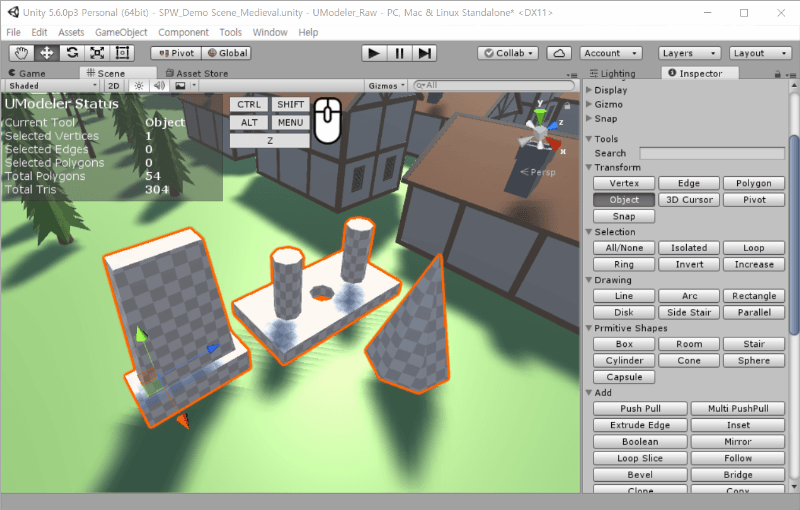 Unity 5.6.0p3 Personal (64bit) - SPW_Demo Scene_Medieval.unity - UModeler_Raw - PC, Mac & Linux Standalone* <DX11>
File Edit Assets GameObject Component Tools Window Help
Pivot Global Collab Account Layers Layout
Game Scene Asset Store Lighting Inspector
Shaded 2D Gizmos All
UModeler Status
Current Tool Object
Selected Vertices 1
Selected Edges 0
Selected Polygons 0
Total Polygons 54
Total Tris 304
CTRL SHIFT
ALT MENU
Z
y
z
x
Persp
Display
Gizmo
Snap
Tools
Search
Transform
Vertex Edge Polygon
Object 3D Cursor Pivot
Snap
Selection
All/None Isolated Loop
Ring Invert Increase
Drawing
Line Arc Rectangle
Disk Side Stair Parallel
Prmitive Shapes
Box Room Stair
Cylinder Cone Sphere
Capsule
Add
Push Pull Multi PushPull
Extrude Edge Inset
Boolean Mirror
Loop Slice Follow
Bevel Bridge
Clone Copy